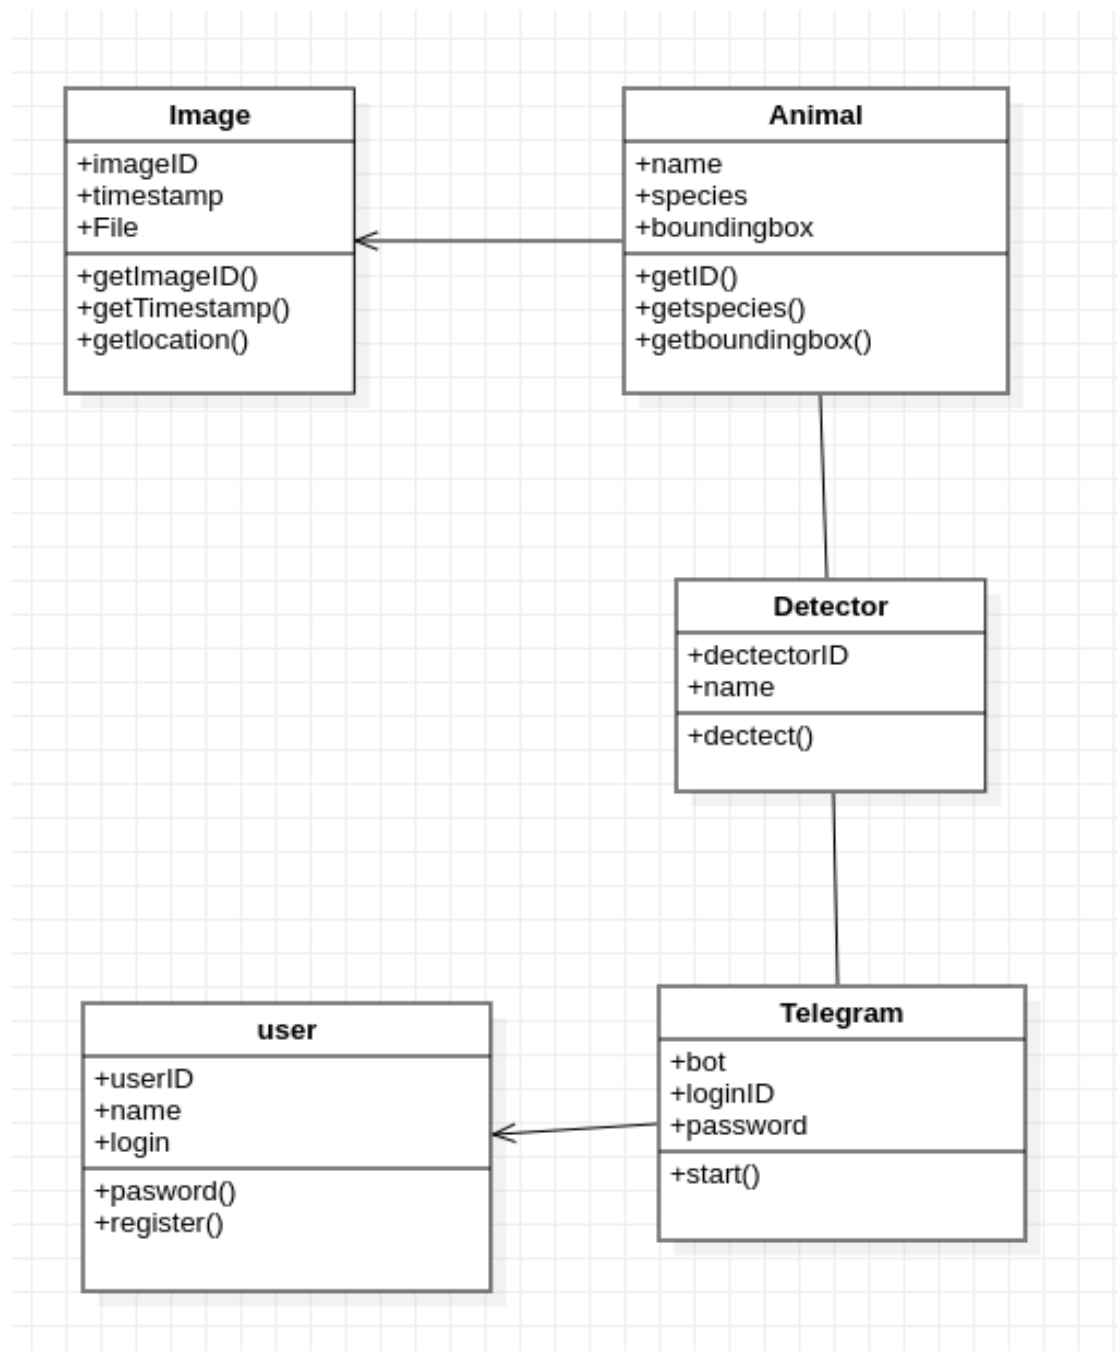 Image
+imageID
+timestamp
+File
+getImageID()
+getTimestamp()
+getlocation()
Animal
+name
+species
+boundingbox
+getID()
+getspecies()
+getboundingbox()
Detector
+dectectorID
+name
+dectect()
user
+userID
+name
+login
+pasword()
+register()
Telegram
+bot
+loginID
+password
+start()